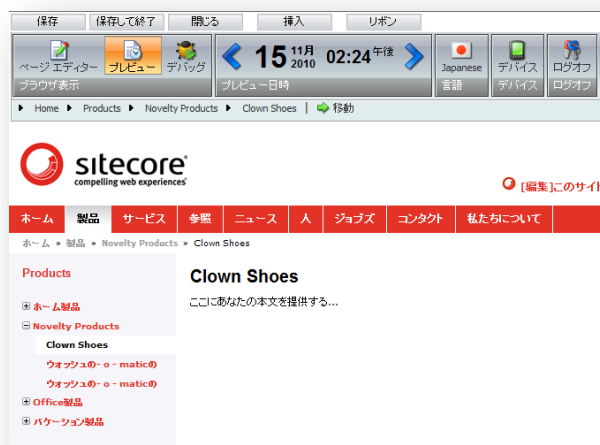 保存 保存して終了 閉じる 挿入 リボン
ページ エディター プレビュー デバッグ 15 11月 2010 02:24 午後 Japanese デバイス ログオフ
ブラウザ表示 プレビュー日時 言語 デバイス ログオフ
Home Products Novelty Products Clown Shoes 移動
sitecore
compelling web experiences
[編集]このサイト
ホーム 製品 サービス 参照 ニュース 人 ジョブズ コンタクト 私たちについて
ホーム » 製品 » Novelty Products » Clown Shoes
Products
Clown Shoes
ここにあなたの本文を提供する...
ホーム製品
Novelty Products
Clown Shoes
ウォッシュの- o - maticの
ウォッシュの- o - maticの
Office製品
バケーション製品